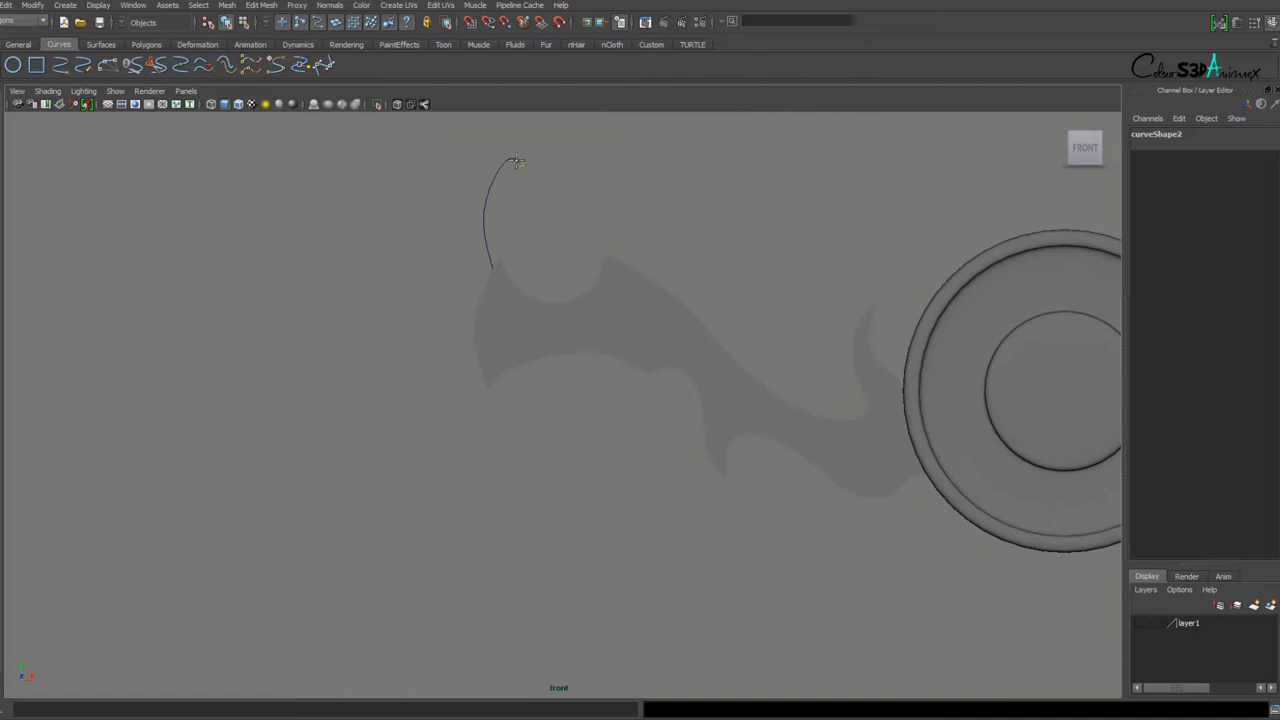 Modify Create Display Window Assets Select Mesh Edit Mesh Proxy Normals Color Create UVs Edit UVs Muscle Pipeline Cache Help
Objects
General Curves Surfaces Polygons Deformation Animation Dynamics Rendering PaintEffects Toon Muscle Fluids Fur nHair nCloth Custom TURTLE
View Shading Lighting Show Renderer Panels
Channel Box / Layer Editor
Channels Edit Object Show
curveShape2
FRONT
Display Render Anim
Layers Options Help
layer1
front